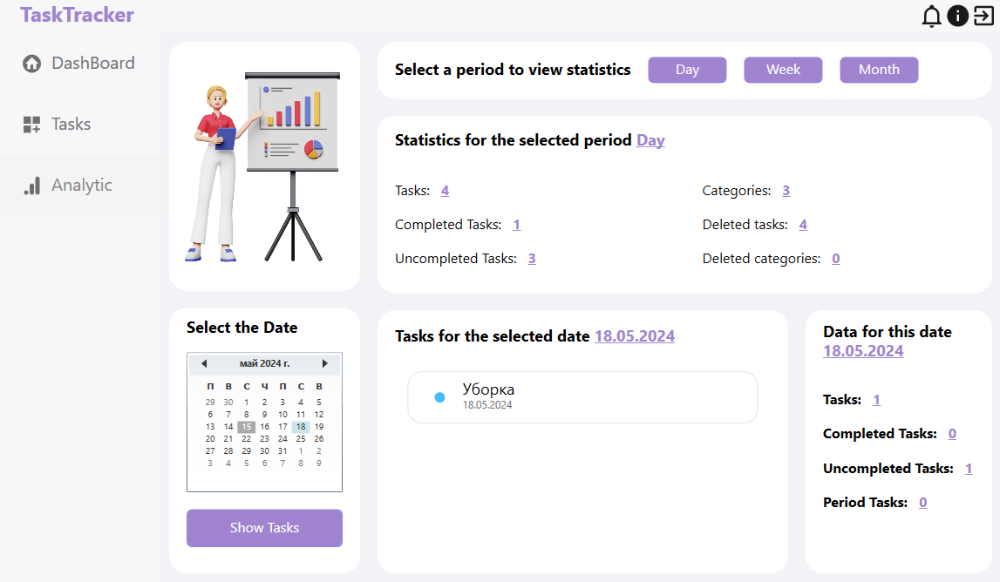 TaskTracker
DashBoard
Tasks
Analytic
Select a period to view statistics
Day
Week
Month
Statistics for the selected period Day
Tasks: 4
Categories: 3
Completed Tasks: 1
Deleted tasks: 4
Uncompleted Tasks: 3
Deleted categories: 0
Select the Date
май 2024 г.
П В С Ч П С В
29 30 1 2 3 4 5
6 7 8 9 10 11 12
13 14 15 16 17 18 19
20 21 22 23 24 25 26
27 28 29 30 31 1 2
3 4 5 6 7 8 9
Show Tasks
Tasks for the selected date 18.05.2024
Уборка
18.05.2024
Data for this date
18.05.2024
Tasks: 1
Completed Tasks: 0
Uncompleted Tasks: 1
Period Tasks: 0